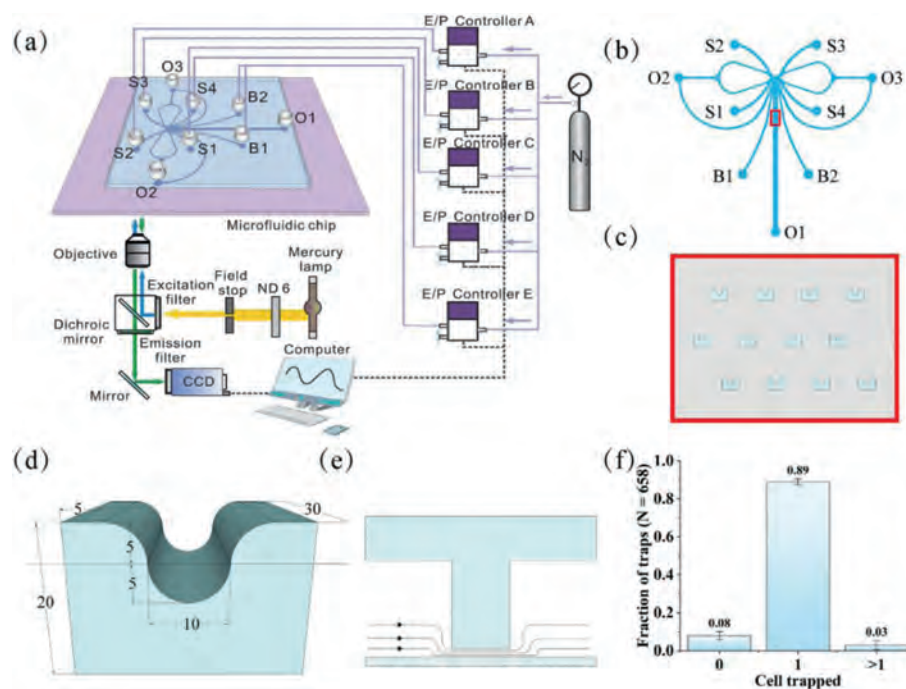 (a)
E/P Controller A
E/P Controller B
E/P Controller C
E/P Controller D
E/P Controller E
N
O3
S3
S4
B2
O1
S2
S1
B1
O2
Microfluidic chip
Objective
Excitation filter
Field stop
ND 6
Mercury lamp
Dichroic mirror
Emission filter
Mirror
CCD
Computer
(b)
S2
S3
O2
O3
S1
S4
B1
B2
O1
(c)
(d)
5
30
5
5
20
10
(e)
(f)
Fraction of traps (N = 658)
1.0
0.8
0.6
0.4
0.2
0.0
0.08
0.89
0.03
0
1
>1
Cell trapped